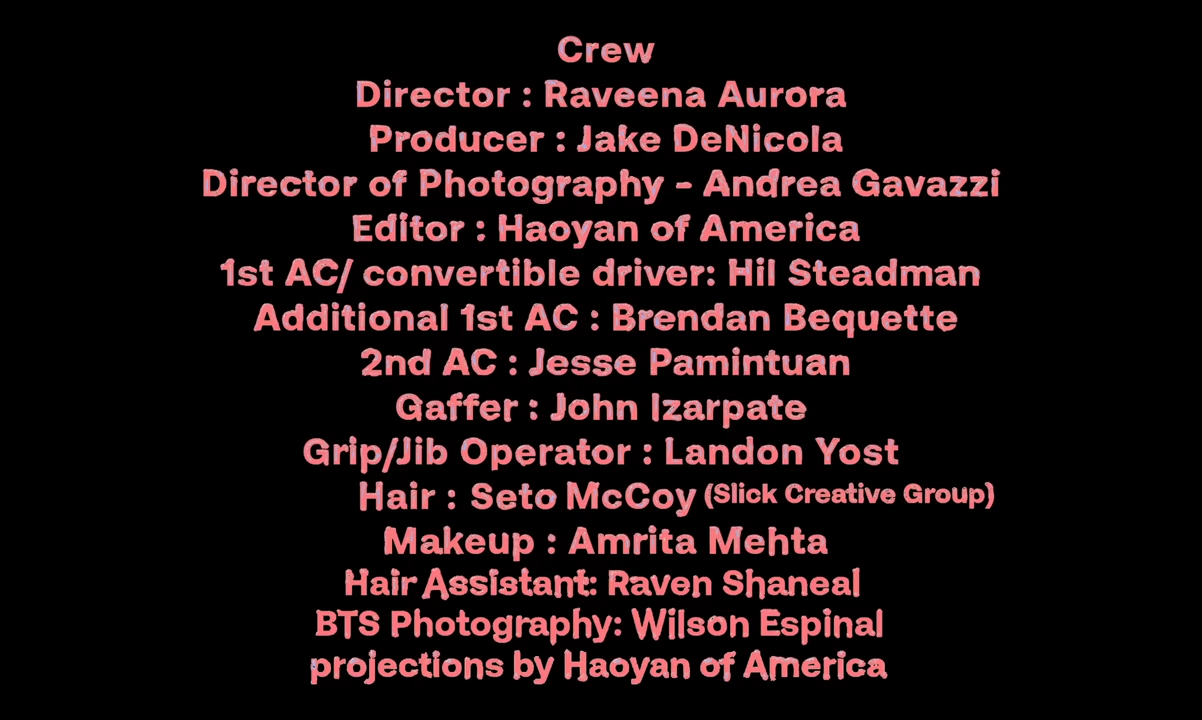 Crew
Director : Raveena Aurora
Producer : Jake DeNicola
Director of Photography - Andrea Gavazzi
Editor : Haoyan of America
1st AC/ convertible driver: Hil Steadman
Additional 1st AC : Brendan Bequette
2nd AC : Jesse Pamintuan
Gaffer : John Izarpate
Grip/Jib Operator : Landon Yost
Hair : Seto McCoy (Slick Creative Group)
Makeup : Amrita Mehta
Hair Assistant: Raven Shaneal
BTS Photography: Wilson Espinal
projections by Haoyan of America